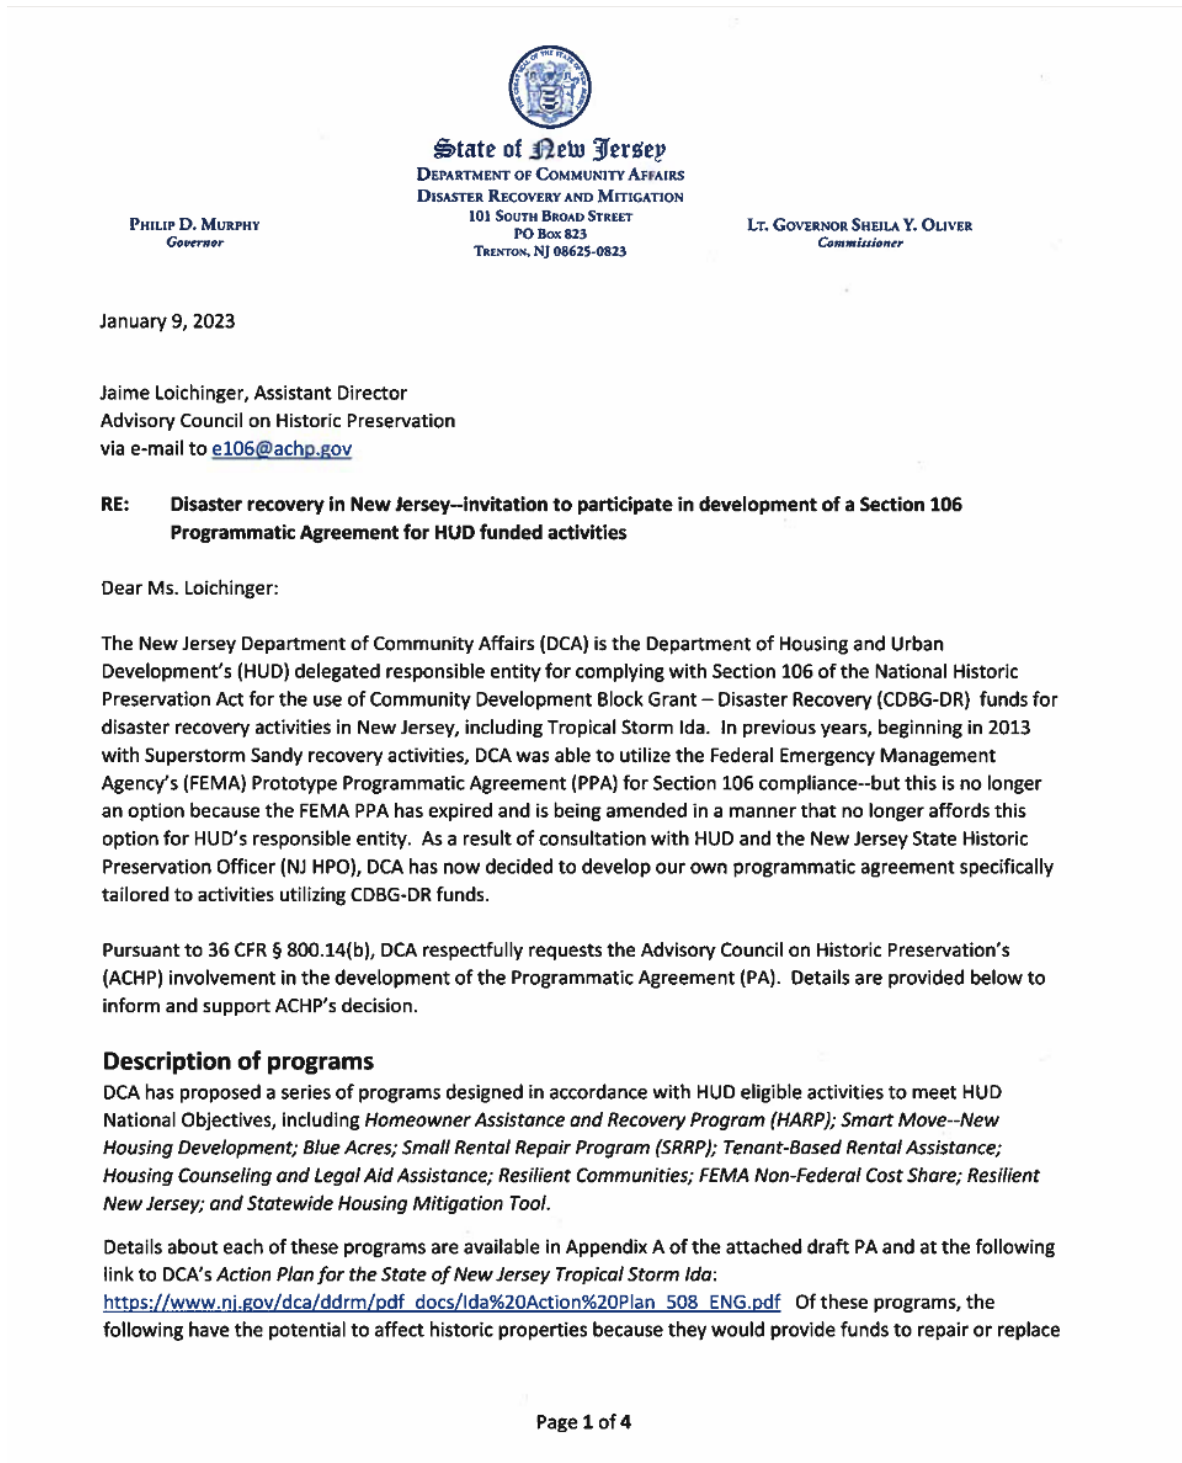 THE GREAT SEAL OF THE STATE OF NEW JERSEY
State of New Jersey
DEPARTMENT OF COMMUNITY AFFAIRS
DISASTER RECOVERY AND MITIGATION
101 SOUTH BROAD STREET
PO BOX 823
TRENTON, NJ 08625-0823
PHILIP D. MURPHY
Governor
LT. GOVERNOR SHEILA Y. OLIVER
Commissioner
January 9, 2023
Jaime Loichinger, Assistant Director
Advisory Council on Historic Preservation
via e-mail to e106@achp.gov
RE: Disaster recovery in New Jersey--invitation to participate in development of a Section 106
Programmatic Agreement for HUD funded activities
Dear Ms. Loichinger:
The New Jersey Department of Community Affairs (DCA) is the Department of Housing and Urban
Development's (HUD) delegated responsible entity for complying with Section 106 of the National Historic
Preservation Act for the use of Community Development Block Grant – Disaster Recovery (CDBG-DR) funds for
disaster recovery activities in New Jersey, including Tropical Storm Ida. In previous years, beginning in 2013
with Superstorm Sandy recovery activities, DCA was able to utilize the Federal Emergency Management
Agency's (FEMA) Prototype Programmatic Agreement (PPA) for Section 106 compliance--but this is no longer
an option because the FEMA PPA has expired and is being amended in a manner that no longer affords this
option for HUD's responsible entity. As a result of consultation with HUD and the New Jersey State Historic
Preservation Officer (NJ HPO), DCA has now decided to develop our own programmatic agreement specifically
tailored to activities utilizing CDBG-DR funds.
Pursuant to 36 CFR § 800.14(b), DCA respectfully requests the Advisory Council on Historic Preservation's
(ACHP) involvement in the development of the Programmatic Agreement (PA). Details are provided below to
inform and support ACHP's decision.
Description of programs
DCA has proposed a series of programs designed in accordance with HUD eligible activities to meet HUD
National Objectives, including Homeowner Assistance and Recovery Program (HARP); Smart Move--New
Housing Development; Blue Acres; Small Rental Repair Program (SRRP); Tenant-Based Rental Assistance;
Housing Counseling and Legal Aid Assistance; Resilient Communities; FEMA Non-Federal Cost Share; Resilient
New Jersey; and Statewide Housing Mitigation Tool.
Details about each of these programs are available in Appendix A of the attached draft PA and at the following
link to DCA's Action Plan for the State of New Jersey Tropical Storm Ida:
https://www.nj.gov/dca/ddrm/pdf_docs/Ida%20Action%20Plan_508_ENG.pdf Of these programs, the
following have the potential to affect historic properties because they would provide funds to repair or replace
Page 1 of 4